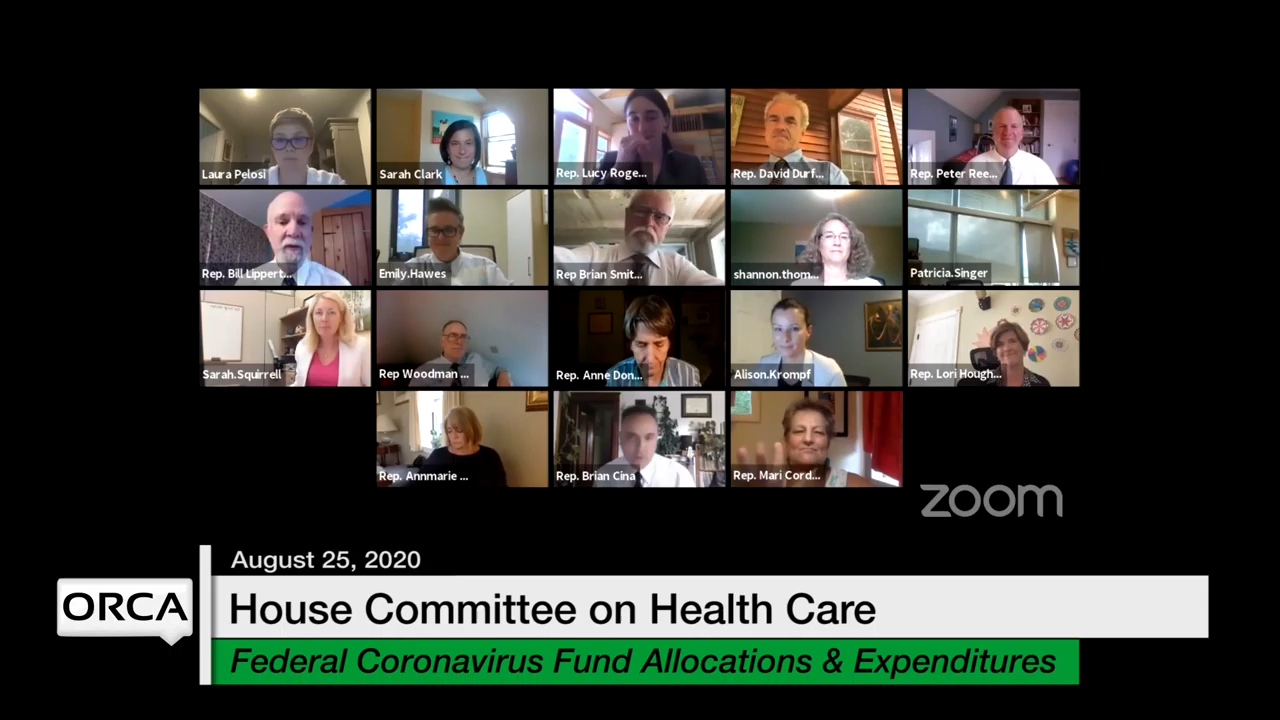 Laura Pelosi
Sarah Clark
Rep. Lucy Roge...
Rep. David Durf...
Rep. Peter Ree...
Rep. Bill Lippert...
Emily.Hawes
Rep Brian Smit...
shannon.thom...
Patricia.Singer
Sarah.Squirrell
Rep Woodman ...
Rep. Anne Don...
Alison.Krompf
Rep. Lori Hough...
Rep. Annmarie ...
Rep. Brian Cina
Rep. Mari Cord...
zoom
August 25, 2020
ORCA
House Committee on Health Care
Federal Coronavirus Fund Allocations & Expenditures